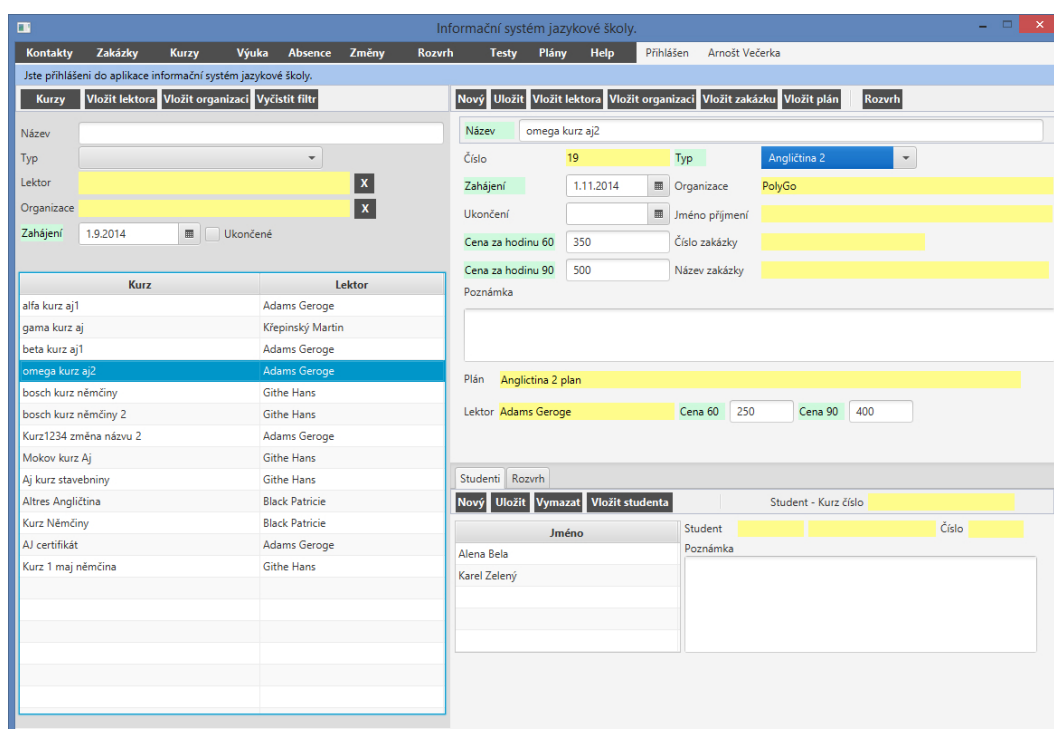 Informační systém jazykové školy.
Kontakty Zakázky Kurzy Výuka Absence Změny Rozvrh Testy Plány Help Přihlášen Arnošt Večerka
Jste přihlášeni do aplikace informační systém jazykové školy.
Kurzy Vložit lektora Vložit organizaci Vyčistit filtr
Název
Typ
Lektor X
Organizace X
Zahájení 1.9.2014 Ukončené
Kurz Lektor
alfa kurz aj1 Adams Geroge
gama kurz aj Křepinský Martin
beta kurz aj1 Adams Geroge
omega kurz aj2 Adams Geroge
bosch kurz němčiny Githe Hans
bosch kurz němčiny 2 Githe Hans
Kurz1234 změna názvu 2 Adams Geroge
Mokov kurz Aj Githe Hans
Aj kurz stavebniny Githe Hans
Altres Angličtina Black Patricie
Kurz Němčiny Black Patricie
AJ certifikát Adams Geroge
Kurz 1 maj němčina Githe Hans
Nový Uložit Vložit lektora Vložit organizaci Vložit zakázku Vložit plán Rozvrh
Název omega kurz aj2
Číslo 19 Typ Angličtina 2
Zahájení 1.11.2014 Organizace PolyGo
Ukončení Jméno příjmení
Cena za hodinu 60 350 Číslo zakázky
Cena za hodinu 90 500 Název zakázky
Poznámka
Plán Anglictina 2 plan
Lektor Adams Geroge Cena 60 250 Cena 90 400
Studenti Rozvrh
Nový Uložit Vymazat Vložit studenta Student - Kurz číslo
Jméno
Alena Bela
Karel Zelený
Student Číslo
Poznámka